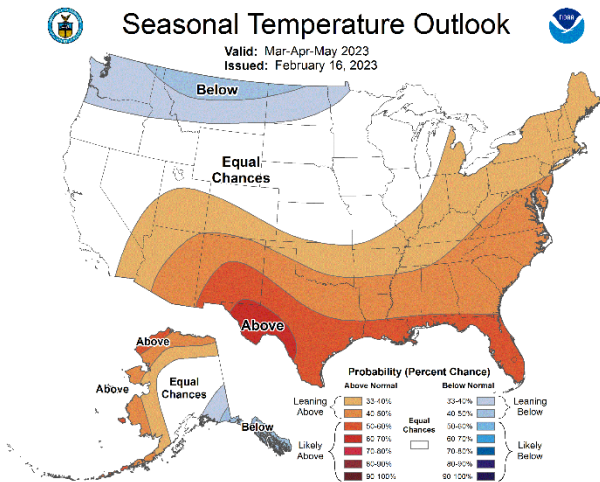 Seasonal Temperature Outlook
NOAA
Valid: Mar-Apr-May 2023
Issued: February 16, 2023
Below
Equal
Chances
Above
Above
Above
Equal
Chances
Below
Probability (Percent Chance)
Above Normal
Below Normal
Leaning
Above
33-40%
40-50%
Likely
Above
50-60%
60-70%
70-80%
80-90%
90-100%
Equal
Chances
33-40%
40-50%
Leaning
Below
50-60%
60-70%
70-80%
80-90%
90-100%
Likely
Below